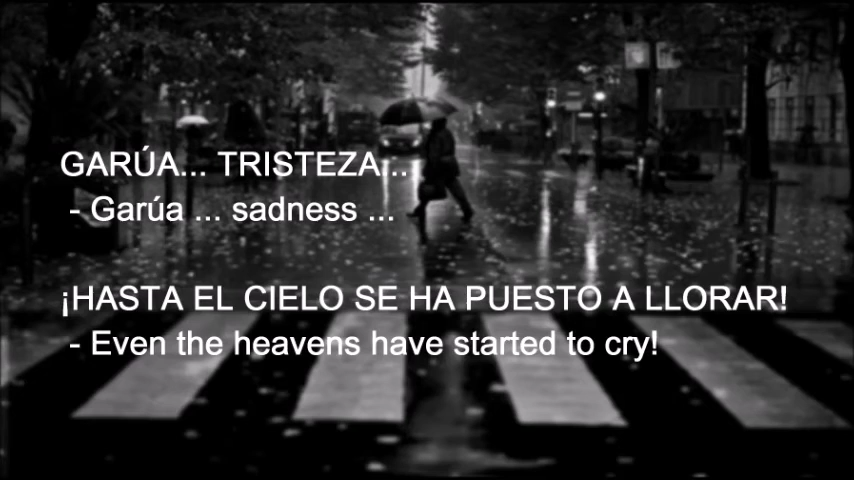 GARÚA... TRISTEZA...
- Garúa ... sadness ...
¡HASTA EL CIELO SE HA PUESTO A LLORAR!
- Even the heavens have started to cry!